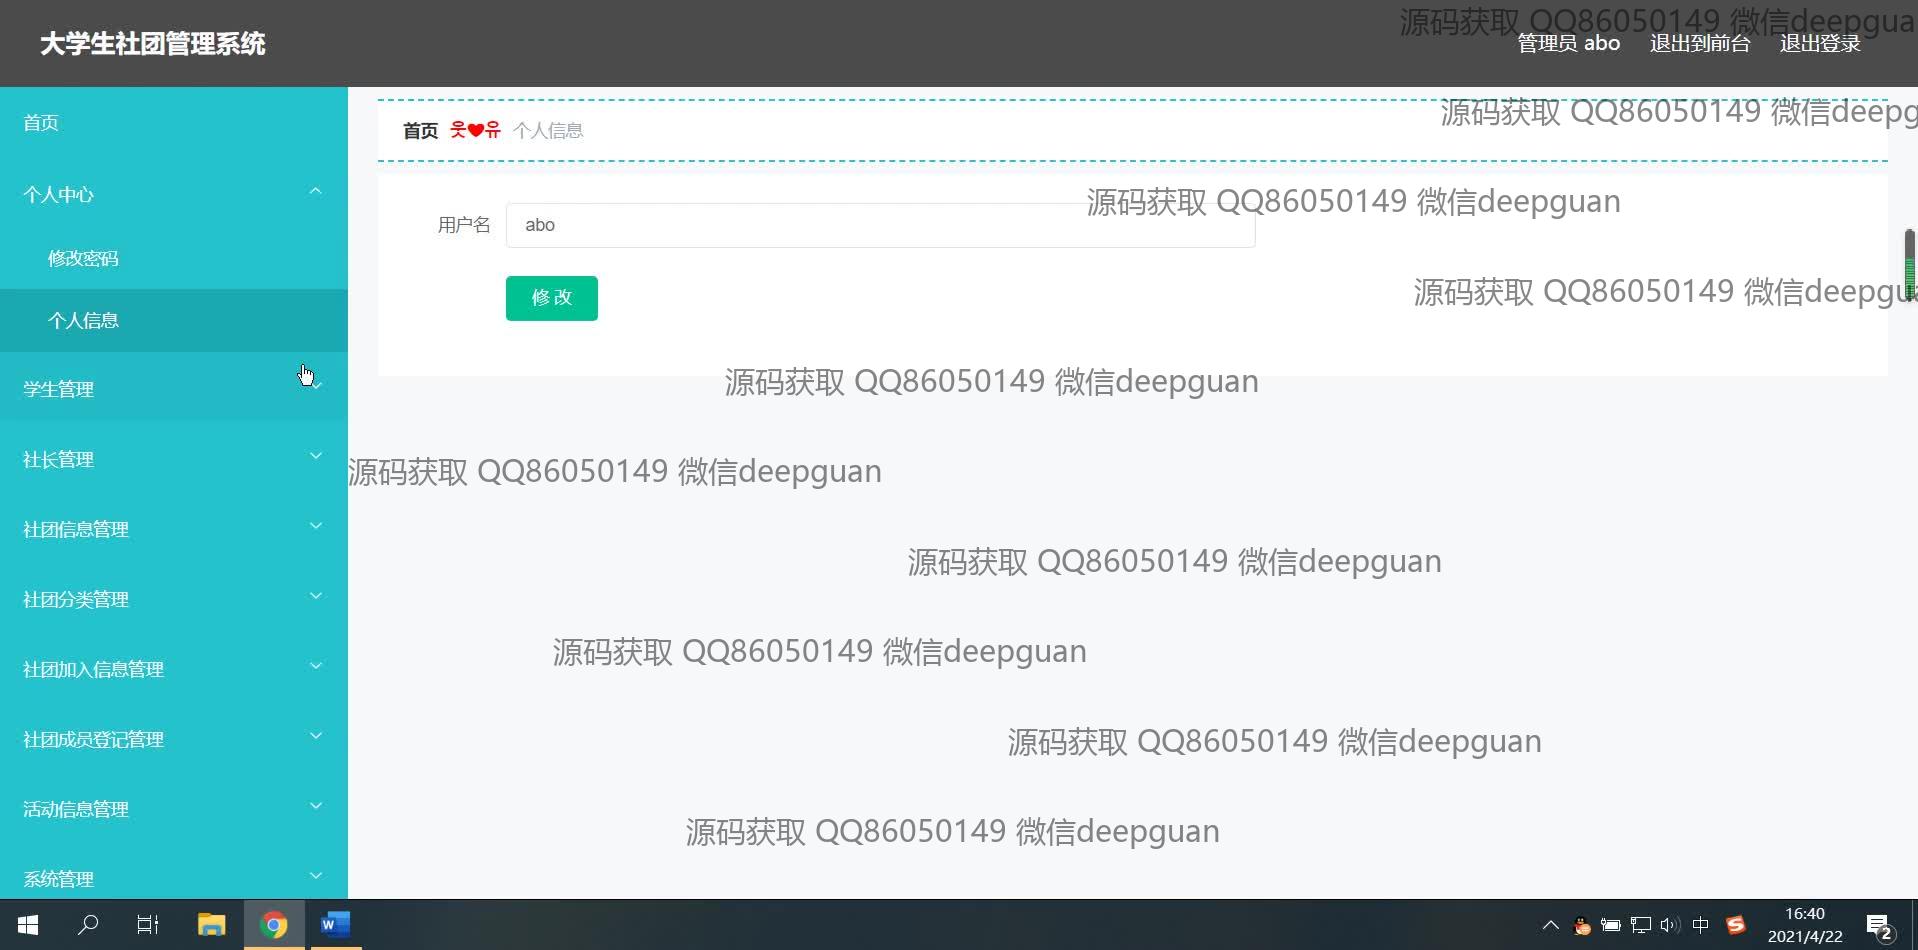 大学生社团管理系统
源码获取 QQ86050149 微信deepgua
管理员 abo 退出到前台 退出登录
首页
源码获取 QQ86050149 微信deepg
首页 웃❤유 个人信息
个人中心
源码获取 QQ86050149 微信deepguan
用户名 abo
修改密码
修改
源码获取 QQ86050149 微信deepgua
个人信息
学生管理
源码获取 QQ86050149 微信deepguan
社长管理
源码获取 QQ86050149 微信deepguan
社团信息管理
源码获取 QQ86050149 微信deepguan
社团分类管理
源码获取 QQ86050149 微信deepguan
社团加入信息管理
社团成员登记管理
源码获取 QQ86050149 微信deepguan
活动信息管理
源码获取 QQ86050149 微信deepguan
系统管理
中
16:40
2021/4/22
2